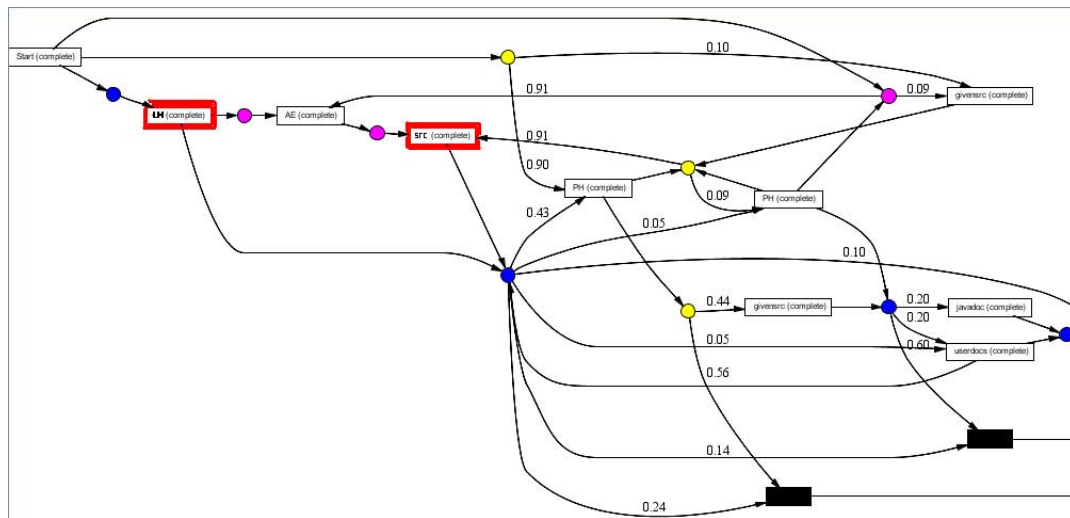 0.10
Start (complete)
0.91
0.09
givensrc (complete)
LM (complete)
AE (complete)
src (complete)
0.91
0.90
PH (complete)
0.09
PH (complete)
0.43
0.05
0.10
0.44
givensrc (complete)
0.20
javadoc (complete)
0.20
0.05
0.60
userdocs (complete)
0.56
0.14
0.24